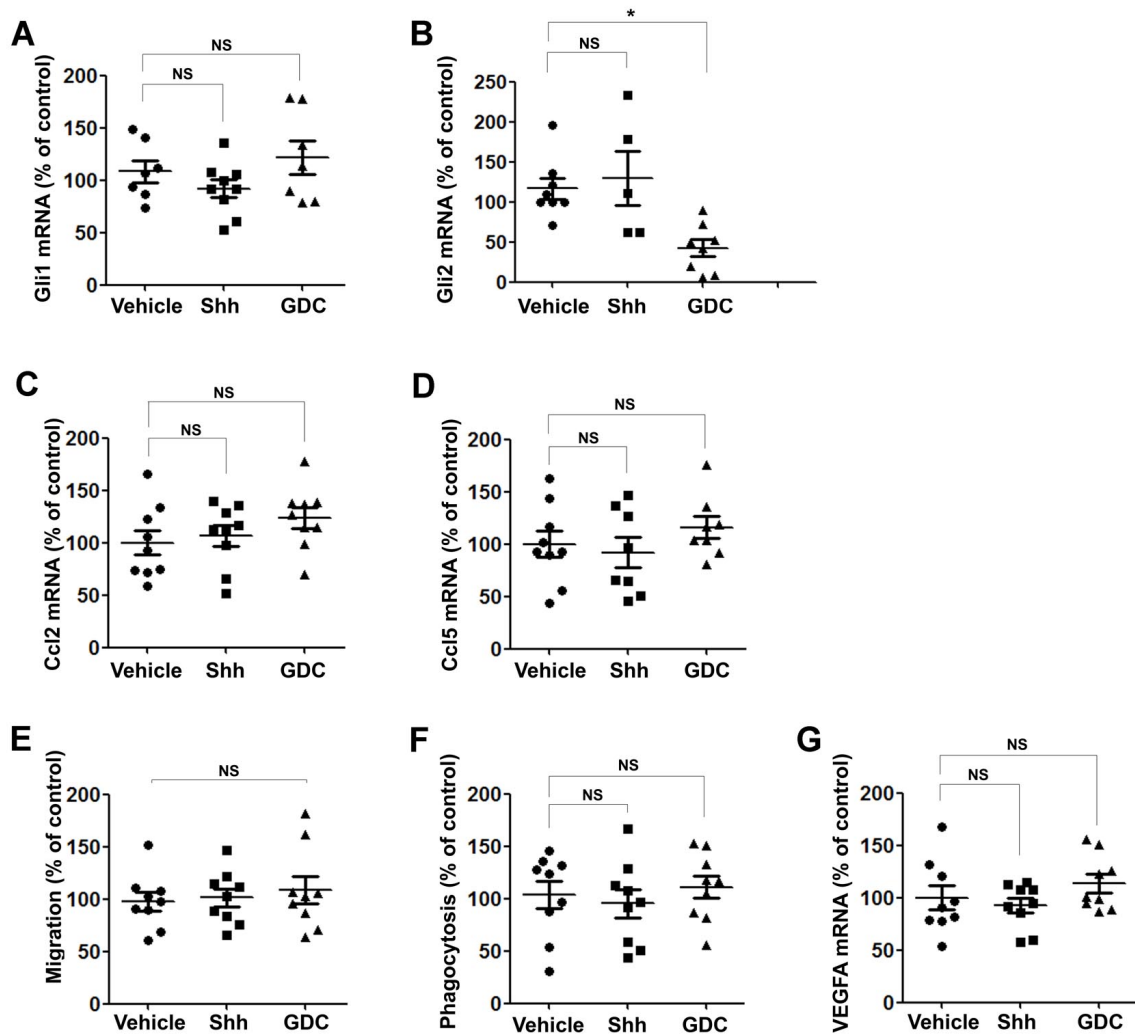 A
NS
NS
Gli1 mRNA (% of control)
200
150
100
50
0
Vehicle Shh GDC
B
*
NS
Gli2 mRNA (% of control)
250
200
150
100
50
0
Vehicle Shh GDC
C
NS
NS
Ccl2 mRNA (% of control)
200
150
100
50
0
Vehicle Shh GDC
D
NS
NS
Ccl5 mRNA (% of control)
200
150
100
50
0
Vehicle Shh GDC
E
NS
Migration (% of control)
200
150
100
50
0
Vehicle Shh GDC
F
NS
NS
Phagocytosis (% of control)
200
150
100
50
0
Vehicle Shh GDC
G
NS
NS
VEGFA mRNA (% of control)
200
150
100
50
0
Vehicle Shh GDC